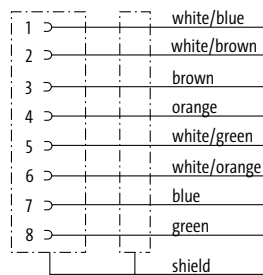 1 white/blue
2 white/brown
3 brown
4 orange
5 white/green
6 white/orange
7 blue
8 green
shield